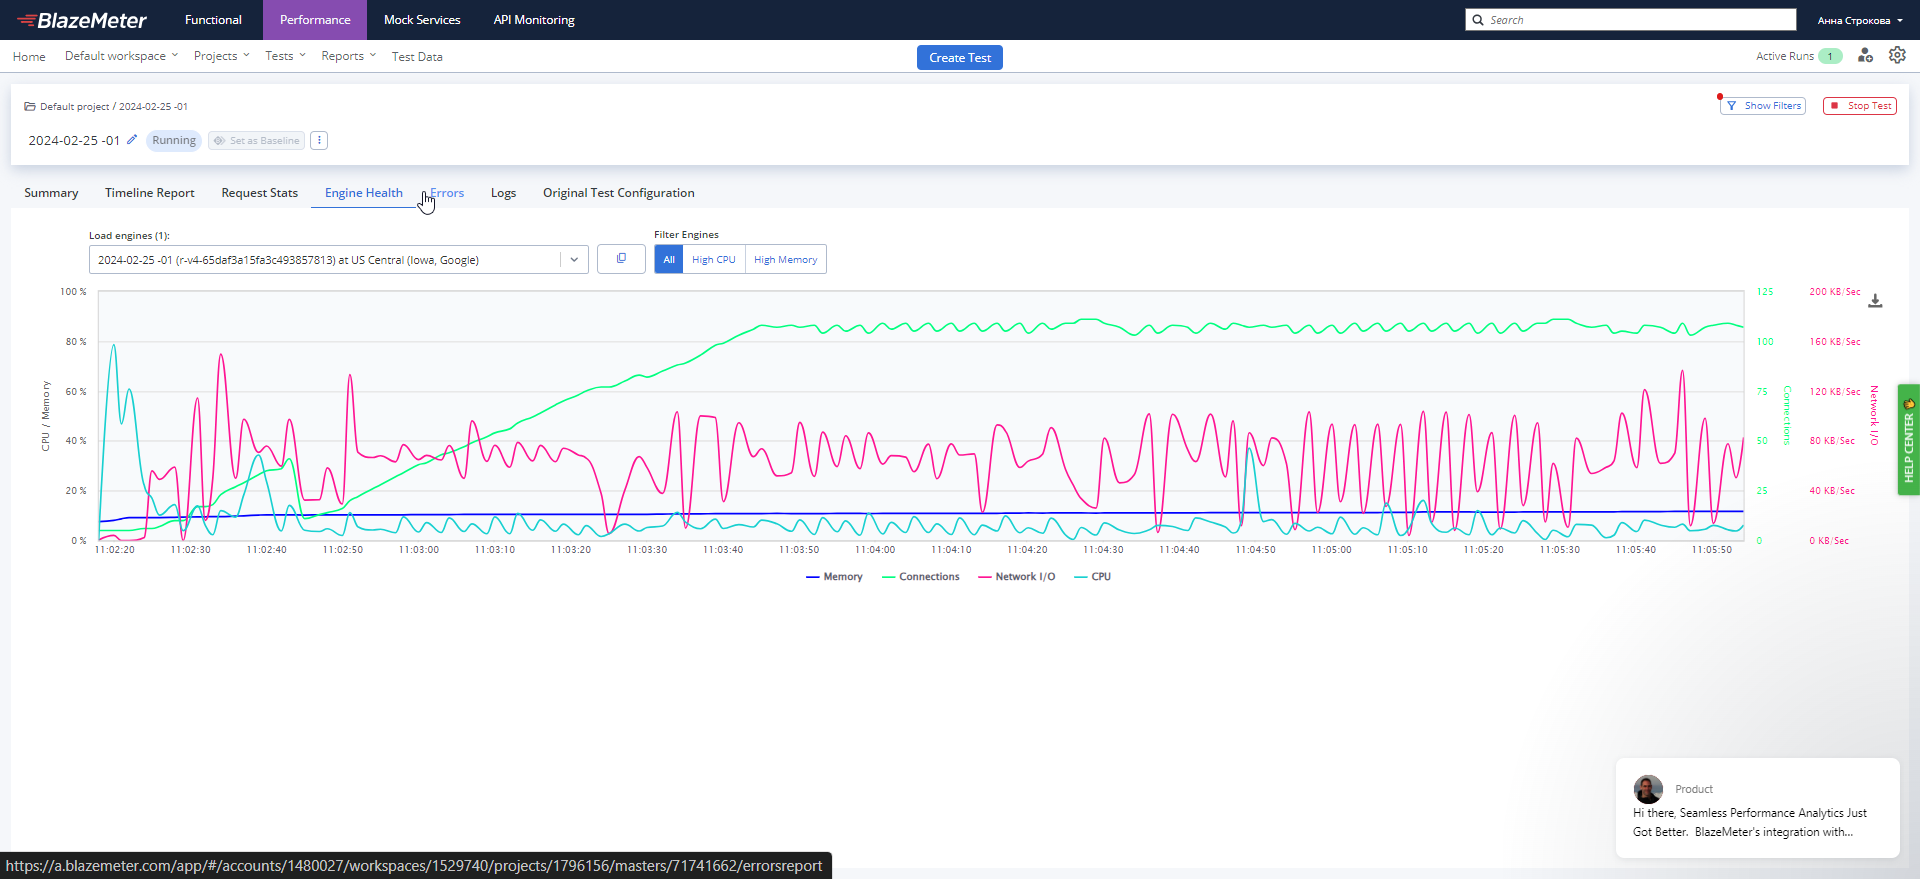 BlazeMeter
Functional
Performance
Mock Services
API Monitoring
Search
Анна Строкова
Home
Default workspace
Projects
Tests
Reports
Test Data
Create Test
Active Runs 1
Default project / 2024-02-25 -01
Show Filters
Stop Test
2024-02-25 -01
Running
Set as Baseline
Summary
Timeline Report
Request Stats
Engine Health
Errors
Logs
Original Test Configuration
Load engines (1):
Filter Engines
2024-02-25 -01 (r-v4-65daf3a15fa3c493857813) at US Central (Iowa, Google)
All
High CPU
High Memory
100 %
80 %
60 %
40 %
20 %
0 %
CPU / Memory
125
100
75
50
25
0
Connections
200 KB/Sec
160 KB/Sec
120 KB/Sec
80 KB/Sec
40 KB/Sec
0 KB/Sec
Network I/O
11:02:20
11:02:30
11:02:40
11:02:50
11:03:00
11:03:10
11:03:20
11:03:30
11:03:40
11:03:50
11:04:00
11:04:10
11:04:20
11:04:30
11:04:40
11:04:50
11:05:00
11:05:10
11:05:20
11:05:30
11:05:40
11:05:50
Memory
Connections
Network I/O
CPU
HELP CENTER
Product
Hi there, Seamless Performance Analytics Just
Got Better. BlazeMeter's integration with...
https://a.blazemeter.com/app/#/accounts/1480027/workspaces/1529740/projects/1796156/masters/71741662/errorsreport